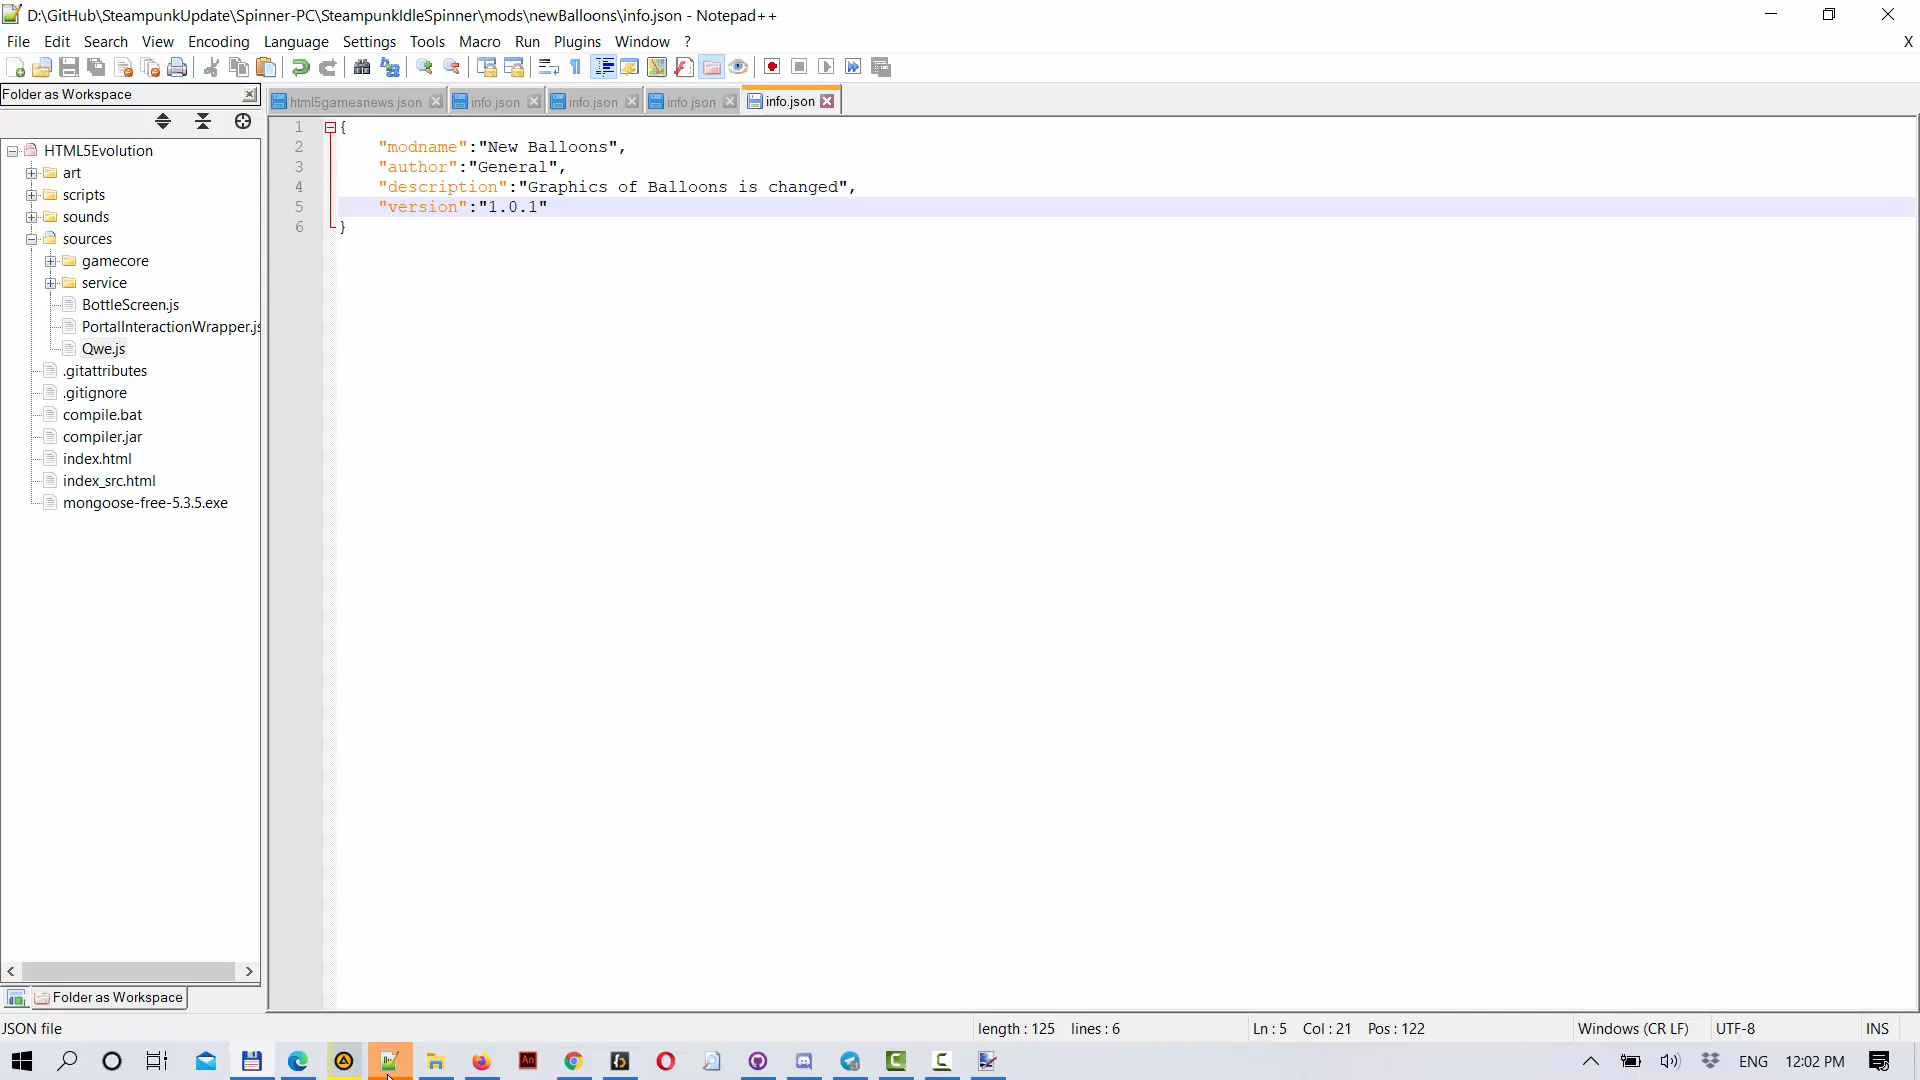 D:\GitHub\SteampunkUpdate\Spinner-PC\SteampunkIdleSpinner\mods\newBalloons\info.json - Notepad++
File Edit Search View Encoding Language Settings Tools Macro Run Plugins Window ? X
Folder as Workspace
html5gamesnews.json info.json info.json info.json info.json
HTML5Evolution
art
scripts
sounds
sources
gamecore
service
BottleScreen.js
PortalInteractionWrapper.js
Qwe.js
.gitattributes
.gitignore
compile.bat
compiler.jar
index.html
index_src.html
mongoose-free-5.3.5.exe
Folder as Workspace
1 {
2 "modname":"New Balloons",
3 "author":"General",
4 "description":"Graphics of Balloons is changed",
5 "version":"1.0.1"
6 }
JSON file length : 125 lines : 6 Ln : 5 Col : 21 Pos : 122 Windows (CR LF) UTF-8 INS
An ENG 12:02 PM